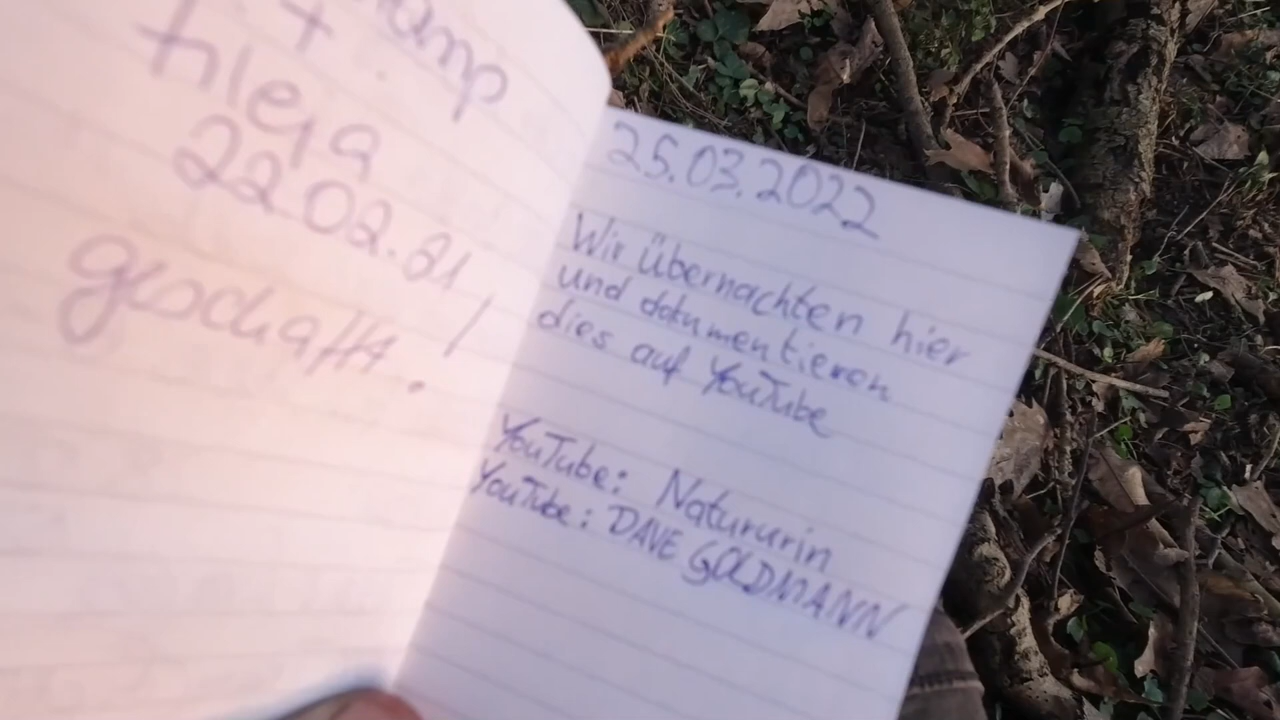 +
22.02.21
geschafft.
25.03.2022
Wir übernachten hier
und dokumentieren
dies auf YouTube
YouTube: Natururin
YouTube: DAVE GOLDMANN